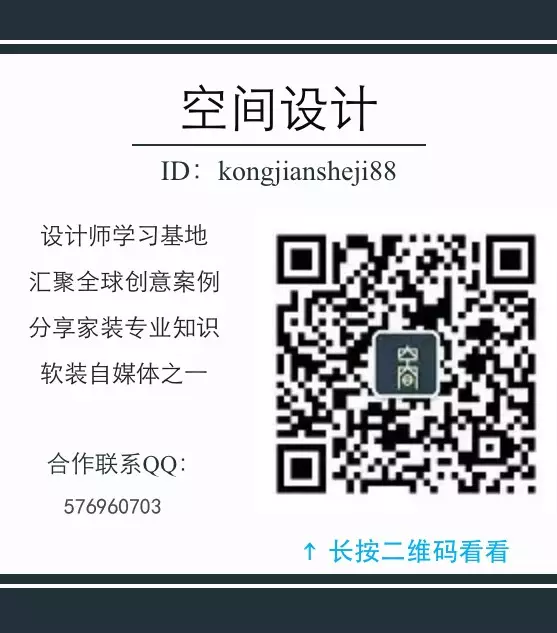 空间设计
ID：kongjiansheji88
设计师学习基地
汇聚全球创意案例
分享家装专业知识
软装自媒体之一
合作联系QQ：
576960703
↑ 长按二维码看看